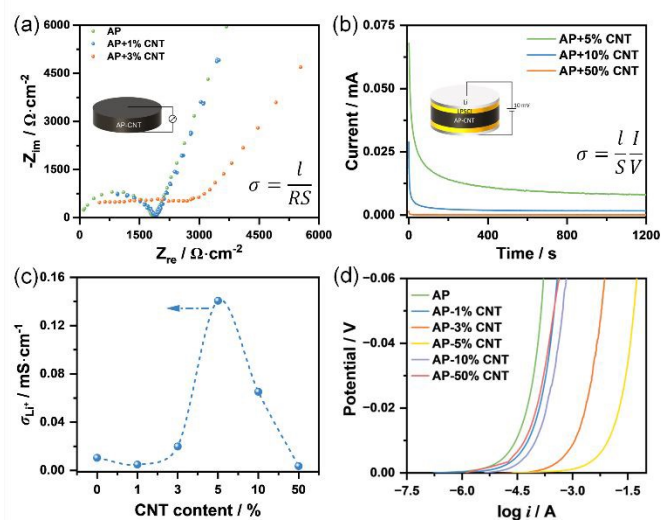 (a)
AP
AP+1% CNT
AP+3% CNT
-Z_im / Ω·cm⁻²
6000
4500
3000
1500
0
AP-CNT
σ = l / RS
0 1500 3000 4500 6000
Z_re / Ω·cm⁻²
(b)
AP+5% CNT
AP+10% CNT
AP+50% CNT
Current / mA
0.075
0.050
0.025
0.000
Li
LPSCl
AP-CNT
10 mV
σ = l I / S V
0 400 800 1200
Time / s
(c)
σ_Li⁺ / mS·cm⁻¹
0.16
0.12
0.08
0.04
0.00
0 1 3 5 10 50
CNT content / %
(d)
AP
AP-1% CNT
AP-3% CNT
AP-5% CNT
AP-10% CNT
AP-50% CNT
Potential / V
−0.06
−0.04
−0.02
0.00
−7.5 −6.0 −4.5 −3.0 −1.5
log i / A